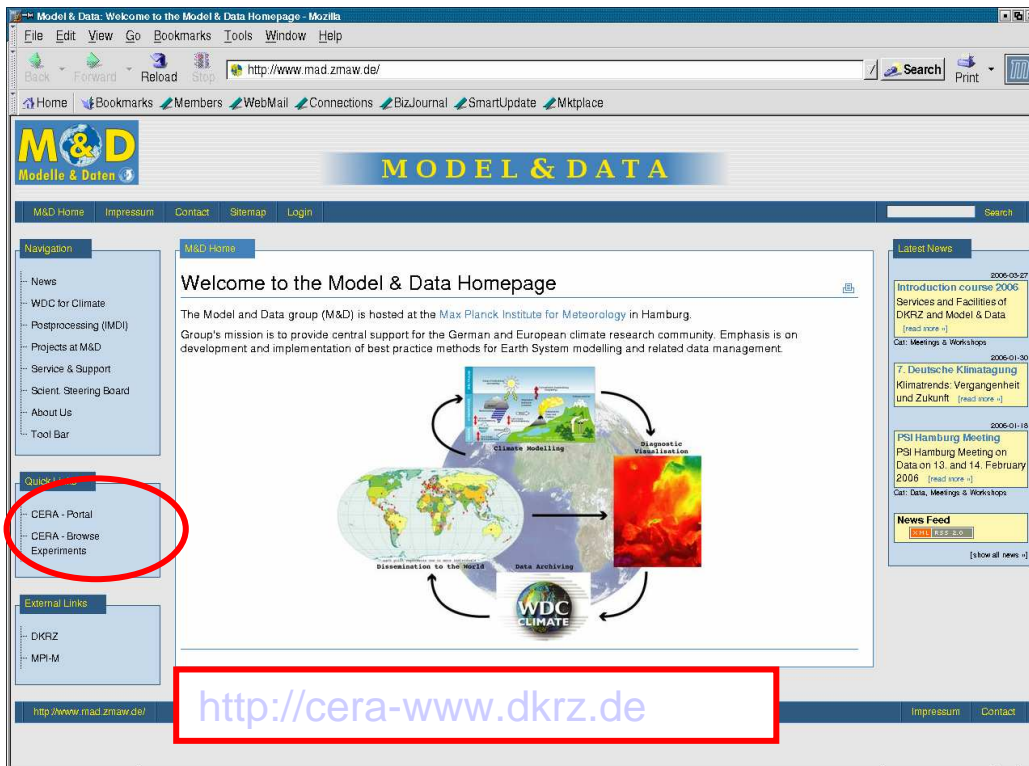 Model & Data: Welcome to the Model & Data Homepage - Mozilla
File Edit View Go Bookmarks Tools Window Help
Back Forward Reload Stop http://www.mad.zmaw.de/ Search Print
Home Bookmarks Members WebMail Connections BizJournal SmartUpdate Mktplace
M&D
Modelle & Daten
MODEL & DATA
M&D Home Impressum Contact Sitemap Login Search
Navigation
News
WDC for Climate
Postprocessing (IMDI)
Projects at M&D
Service & Support
Scient. Steering Board
About Us
Tool Bar
Quick Links
CERA - Portal
CERA - Browse
Experiments
External Links
DKRZ
MPI-M
M&D Home
Welcome to the Model & Data Homepage
The Model and Data group (M&D) is hosted at the Max Planck Institute for Meteorology in Hamburg.
Group's mission is to provide central support for the German and European climate research community. Emphasis is on
development and implementation of best practice methods for Earth System modelling and related data management.
Climate Modelling
Diagnostic
Visualisation
Dissemination to the World
Data Archiving
WDC
CLIMATE
Latest News
2006-03-27
Introduction course 2006
Services and Facilities of
DKRZ and Model & Data
[read more »]
Cat: Meetings & Workshops
2006-01-30
7. Deutsche Klimatagung
Klimatrends: Vergangenheit
und Zukunft [read more »]
2006-01-18
PSI Hamburg Meeting
PSI Hamburg Meeting on
Data on 13. and 14. February
2006 [read more »]
Cat: Data, Meetings & Workshops
News Feed
XML RSS 2.0
[show all news »]
http://cera-www.dkrz.de
http://www.mad.zmaw.de/ Impressum Contact